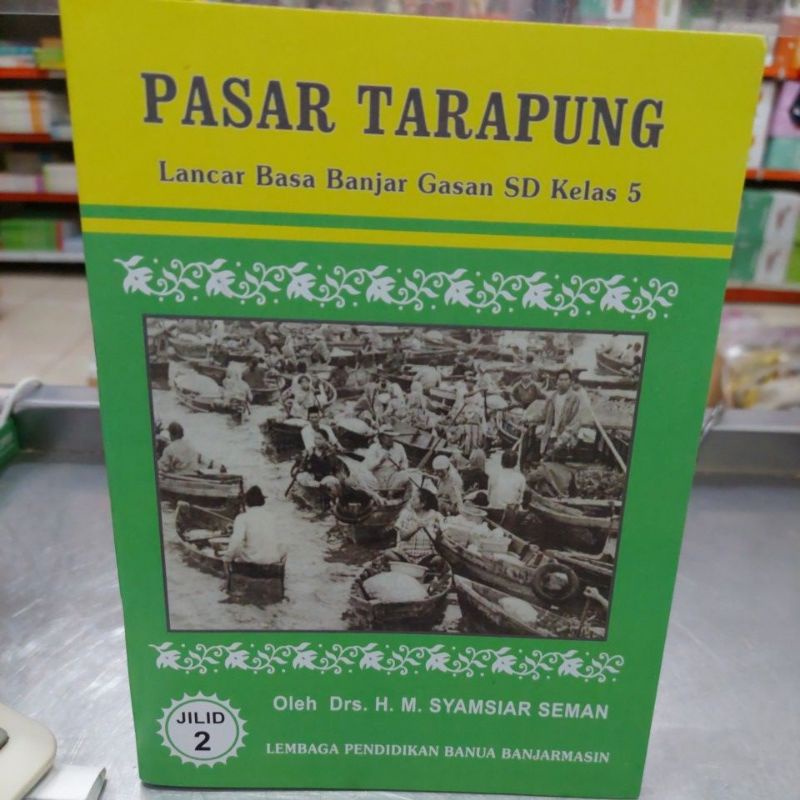 PASAR TARAPUNG
Lancar Basa Banjar Gasan SD Kelas 5
Oleh Drs. H. M. SYAMSIAR SEMAN
JILID
2
LEMBAGA PENDIDIKAN BANUA BANJARMASIN